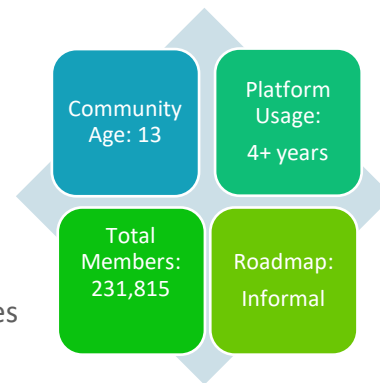 Community
Age: 13
Platform
Usage:
4+ years
Total
Members:
231,815
Roadmap:
Informal
es